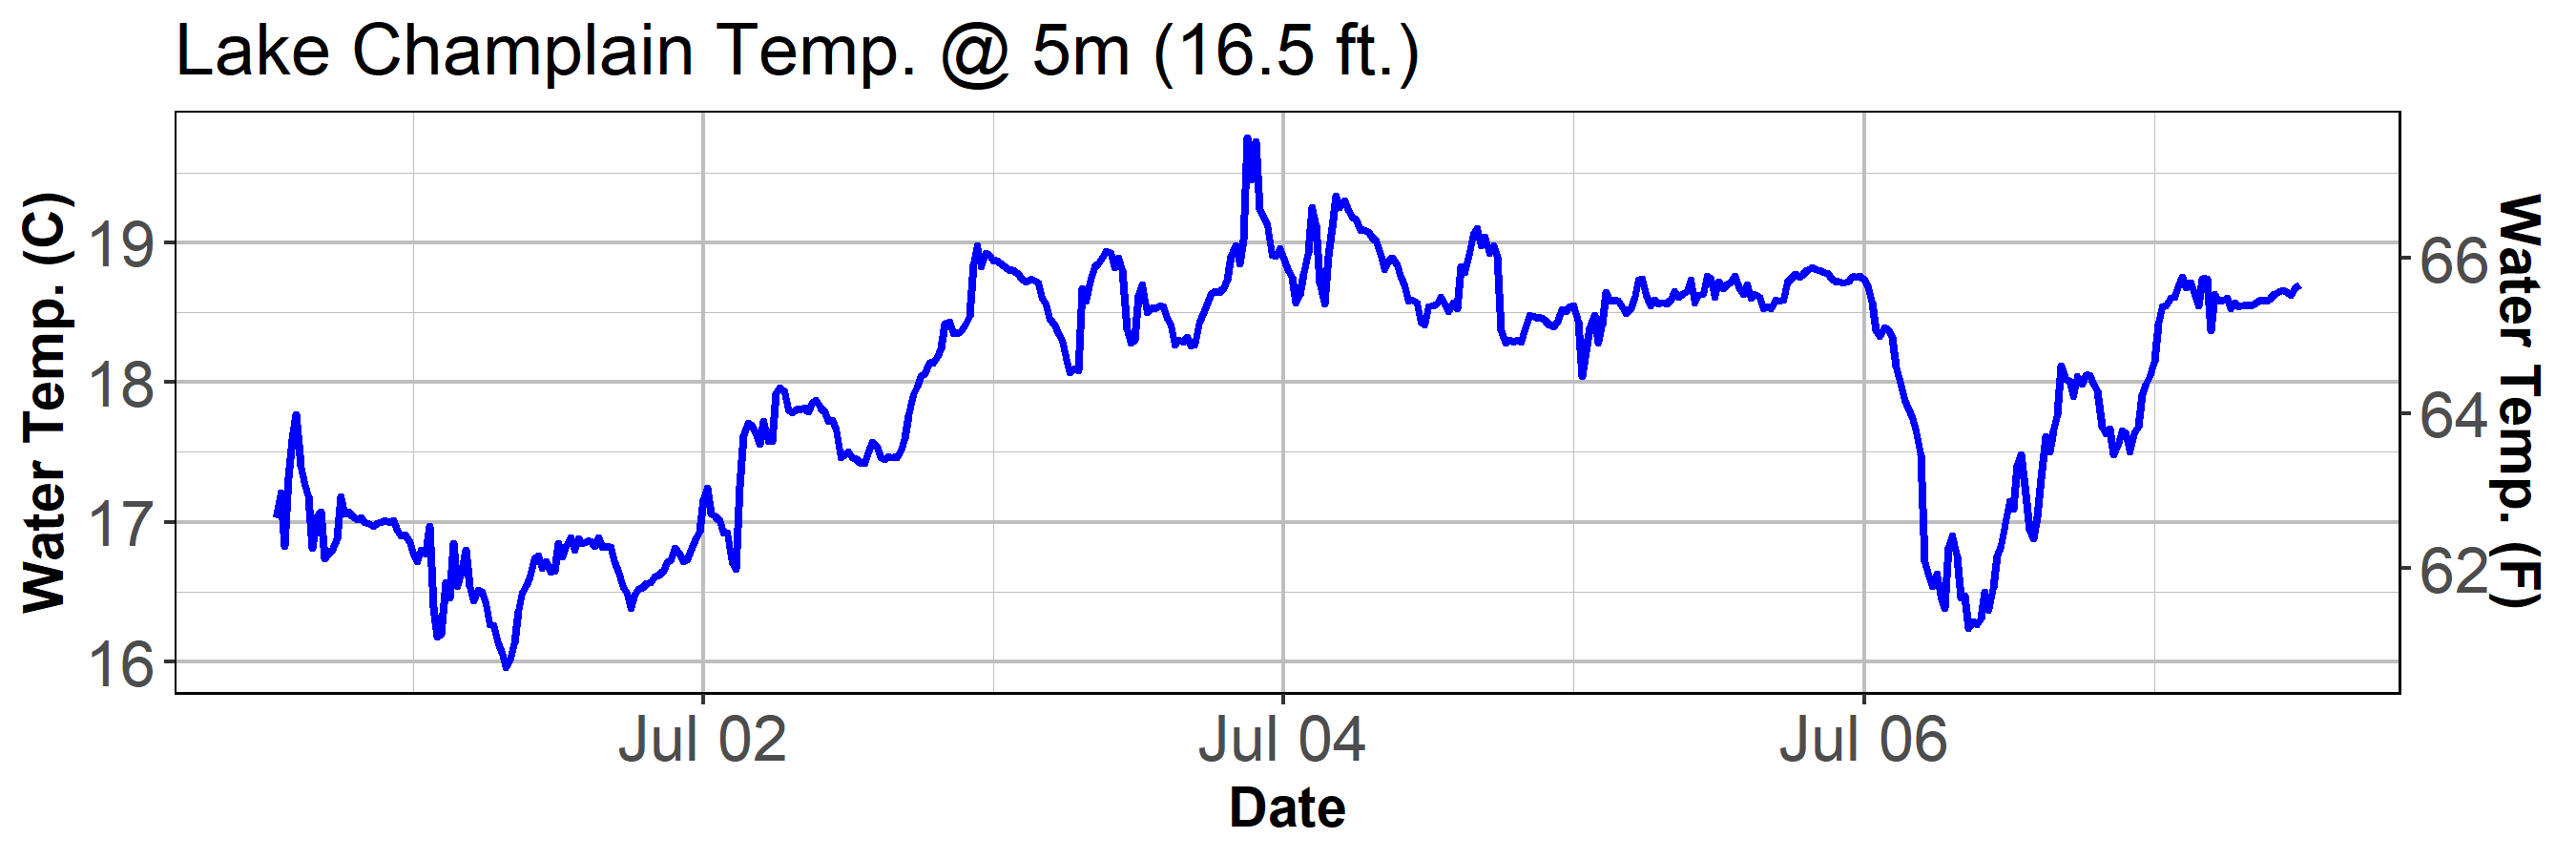 Lake Champlain Temp. @ 5m (16.5 ft.)
Water Temp. (C)
19
18
17
16
66
64
62
Water Temp. (F)
Jul 02 Jul 04 Jul 06
Date